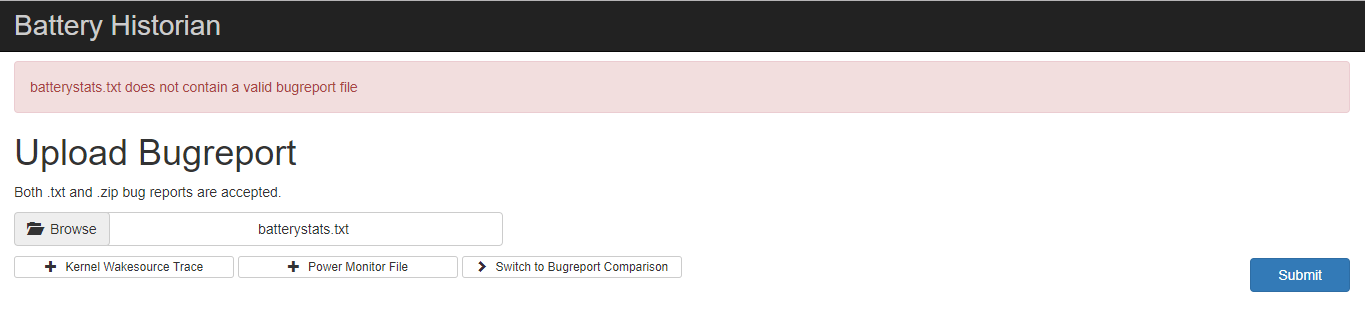 Battery Historian
batterystats.txt does not contain a valid bugreport file
Upload Bugreport
Both .txt and .zip bug reports are accepted.
Browse batterystats.txt
Kernel Wakesource Trace Power Monitor File Switch to Bugreport Comparison Submit